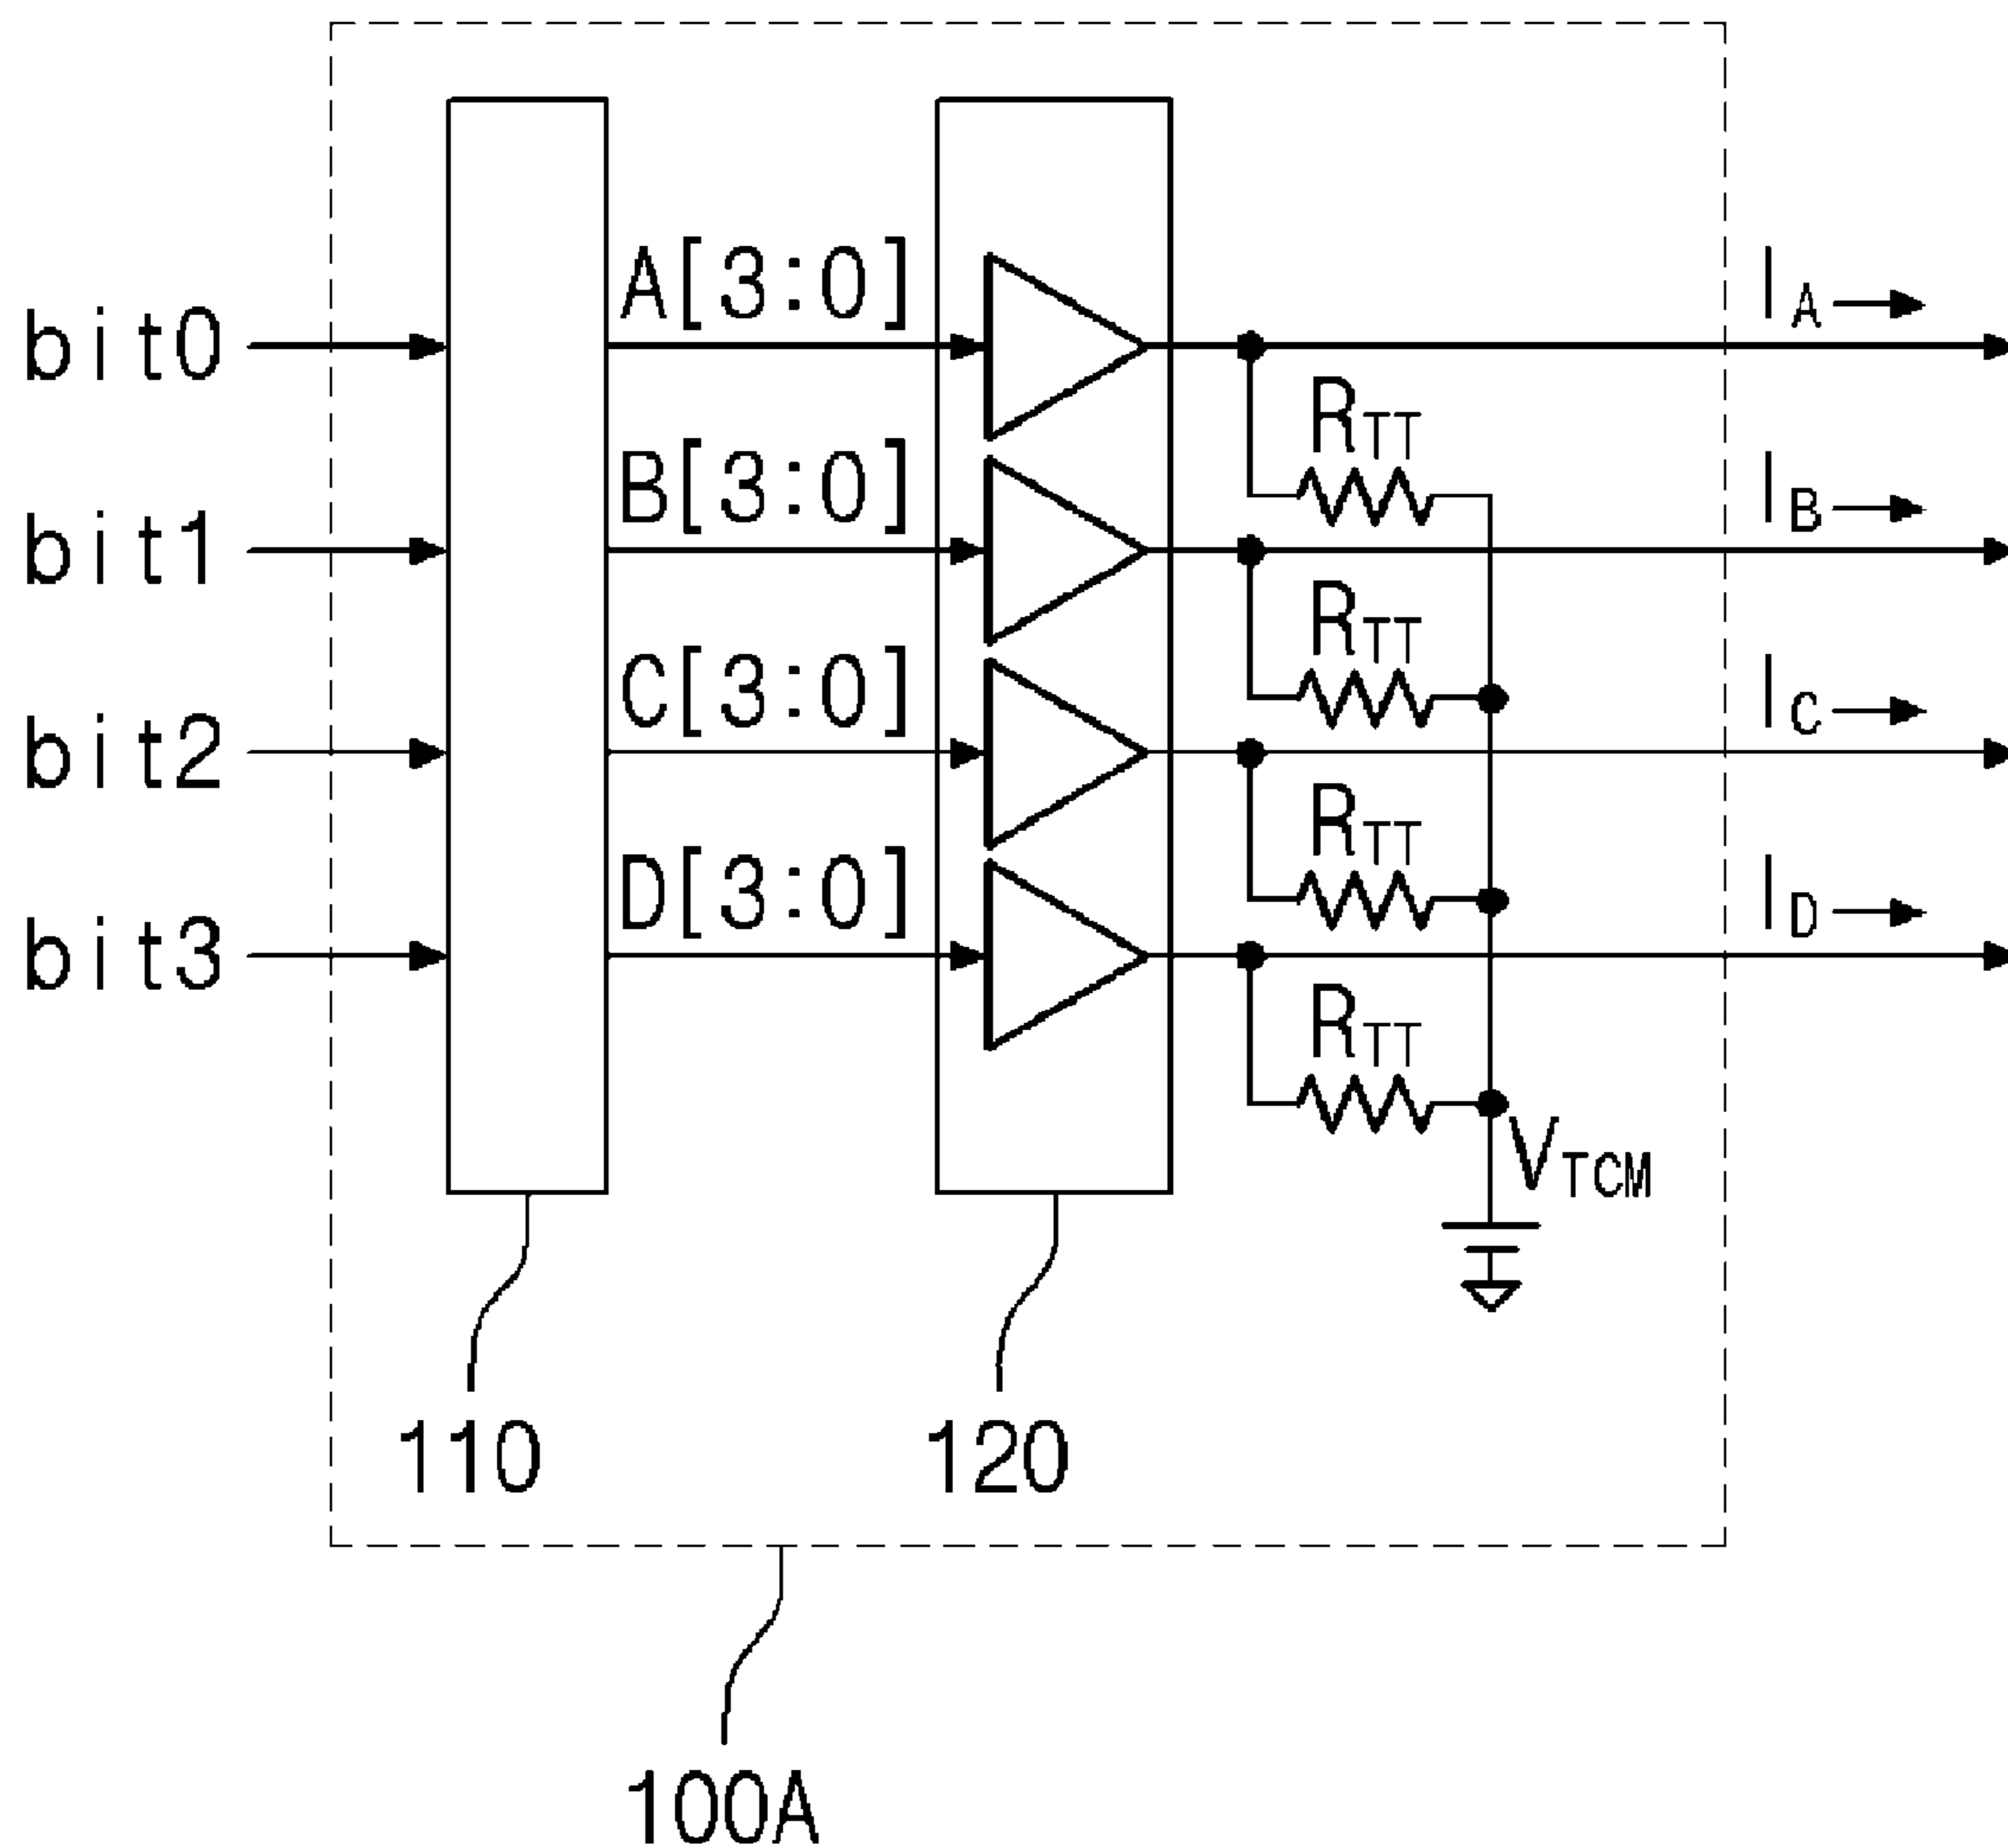 bit0
A[3:0]
I_A
R_TT
bit1
B[3:0]
I_B
R_TT
bit2
C[3:0]
I_C
R_TT
bit3
D[3:0]
I_D
R_TT
V_TCM
110
120
100A